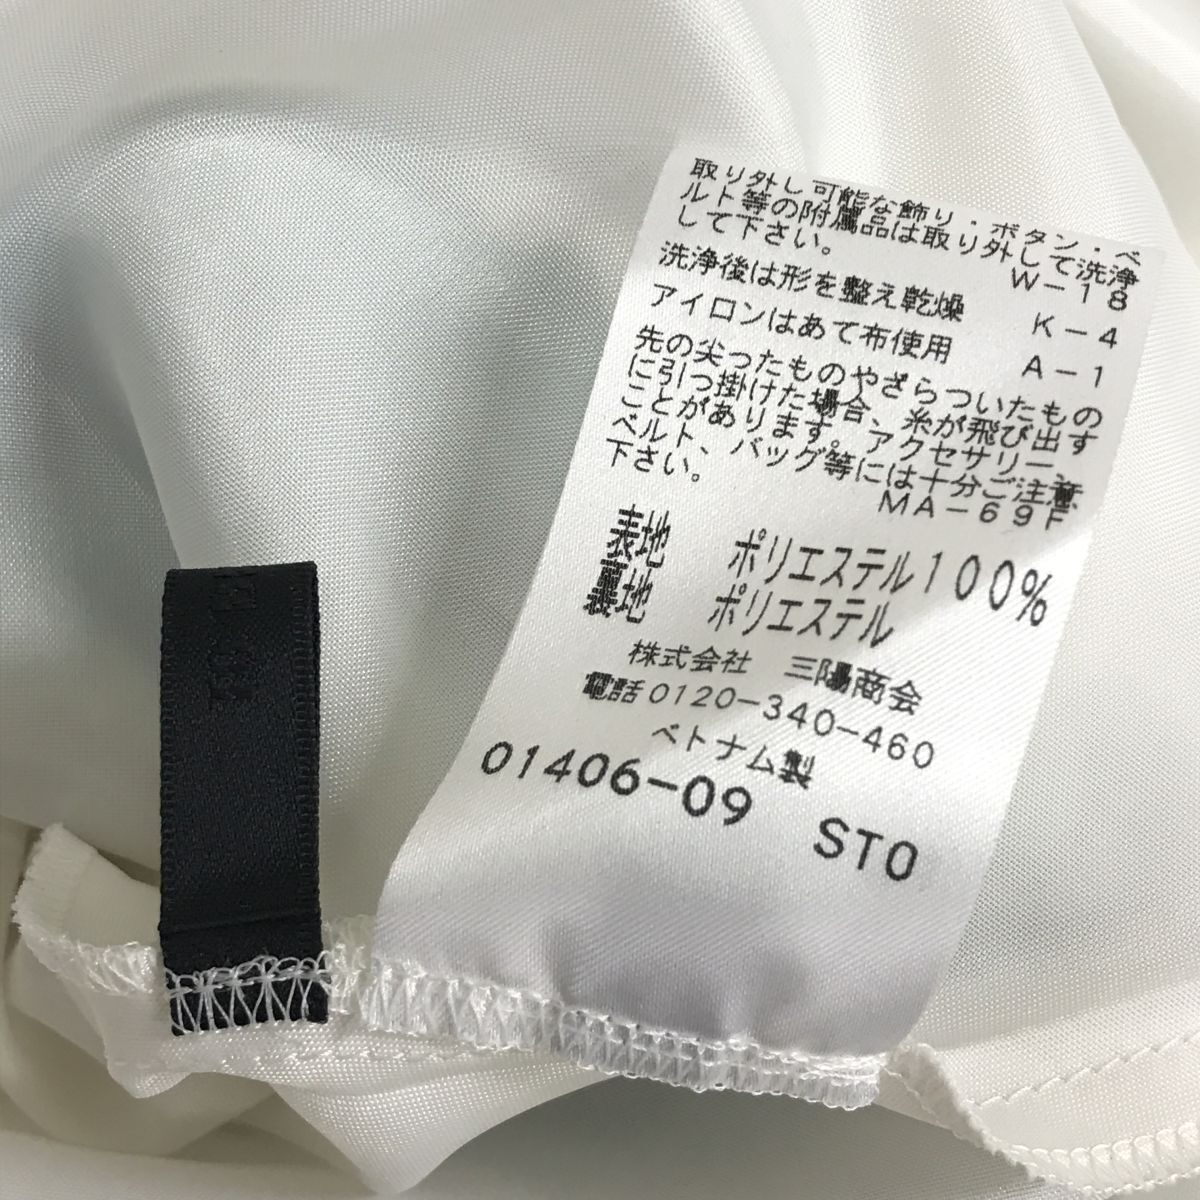 取り外し可能な飾り・ボタン・ベ
ルト等の附属品は取り外して洗浄
して下さい。 W-18
洗浄後は形を整え乾燥 K-4
アイロンはあて布使用 A-1
先の尖ったものやざらついたもの
に引っ掛けた場合、糸が飛び出す
ことがあります。アクセサリー、
ベルト、バッグ等には十分ご注意
下さい。 MA-69F
表地 ポリエステル100%
裏地 ポリエステル
株式会社 三陽商会
電話0120-340-460
ベトナム製
01406-09 STO